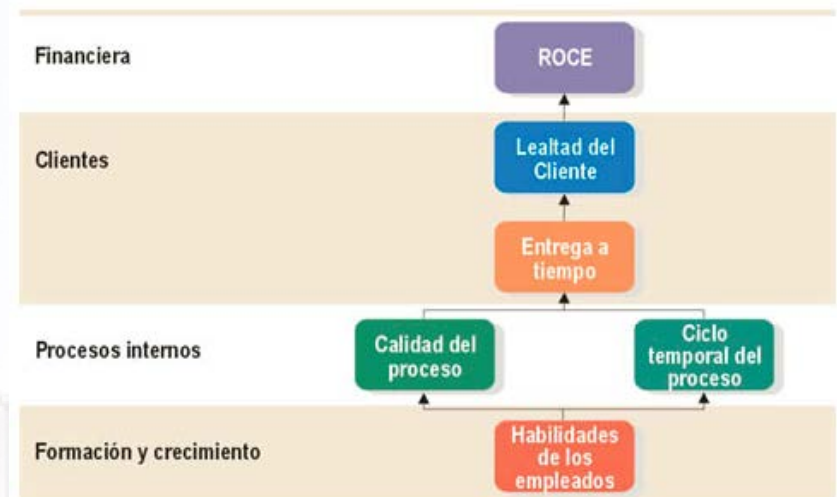 Financiera
ROCE
Clientes
Lealtad del
Cliente
Entrega a
tiempo
Procesos internos
Calidad del
proceso
Ciclo
temporal del
proceso
Formación y crecimiento
Habilidades
de los
empleados